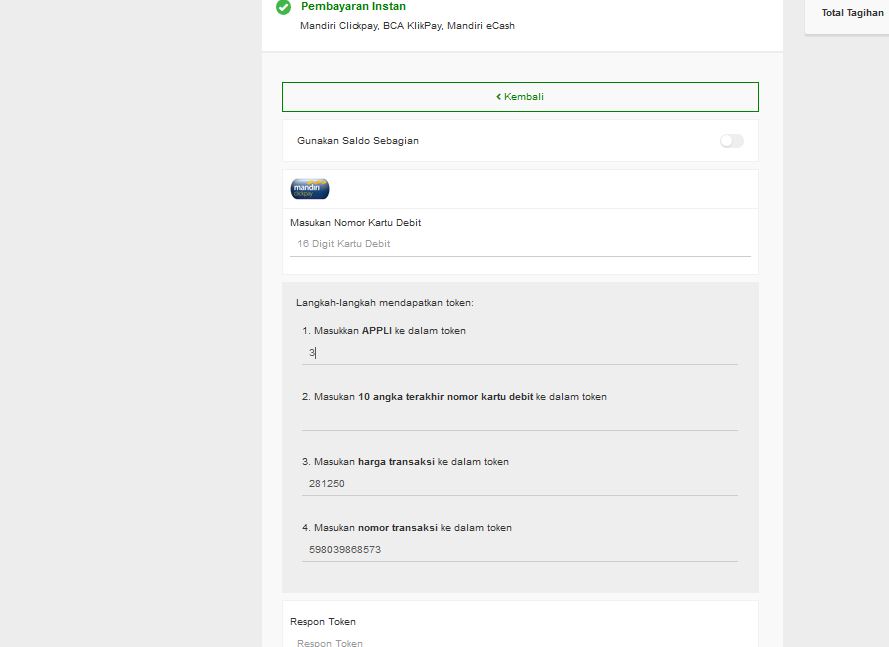 Pembayaran Instan
Mandiri Clickpay, BCA KlikPay, Mandiri eCash
Total Tagihan
< Kembali
Gunakan Saldo Sebagian
mandiri
clickpay
Masukan Nomor Kartu Debit
16 Digit Kartu Debit
Langkah-langkah mendapatkan token:
1. Masukkan APPLI ke dalam token
3
2. Masukan 10 angka terakhir nomor kartu debit ke dalam token
3. Masukan harga transaksi ke dalam token
281250
4. Masukan nomor transaksi ke dalam token
598039868573
Respon Token
Respon Token